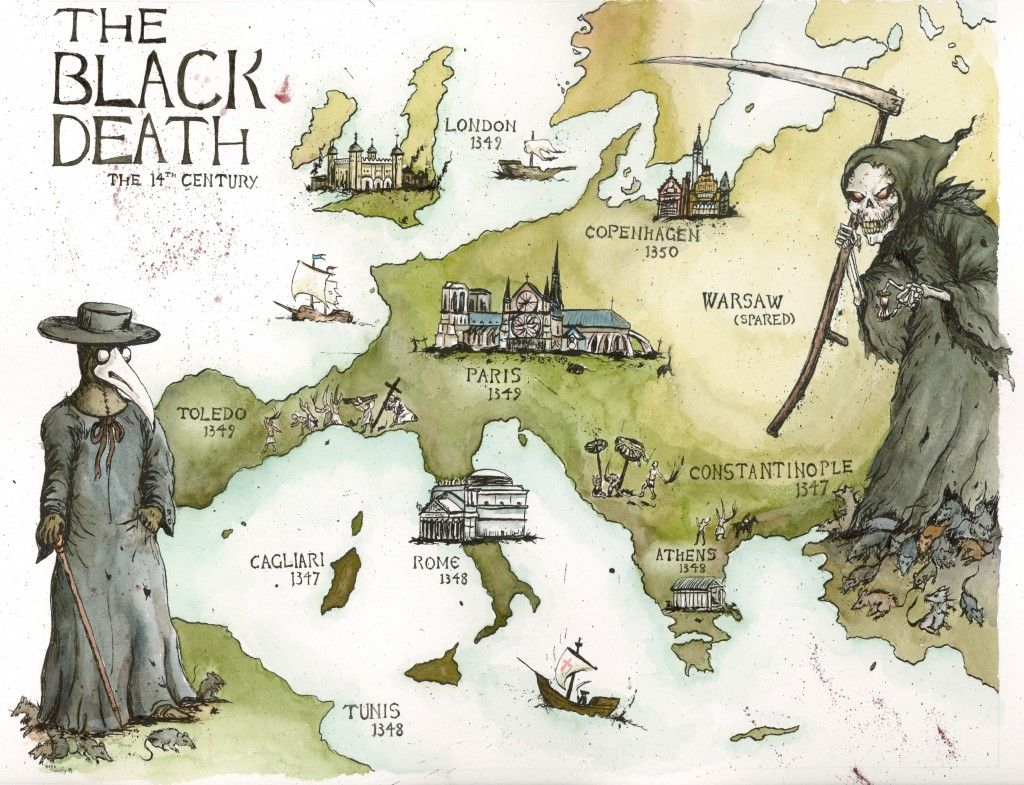 THE
BLACK
DEATH
THE 14TH CENTURY
LONDON
1349
COPENHAGEN
1350
WARSAW
(SPARED)
PARIS
1349
TOLEDO
1349
CONSTANTINOPLE
1347
CAGLIARI
1347
ROME
1348
ATHENS
1348
TUNIS
1348